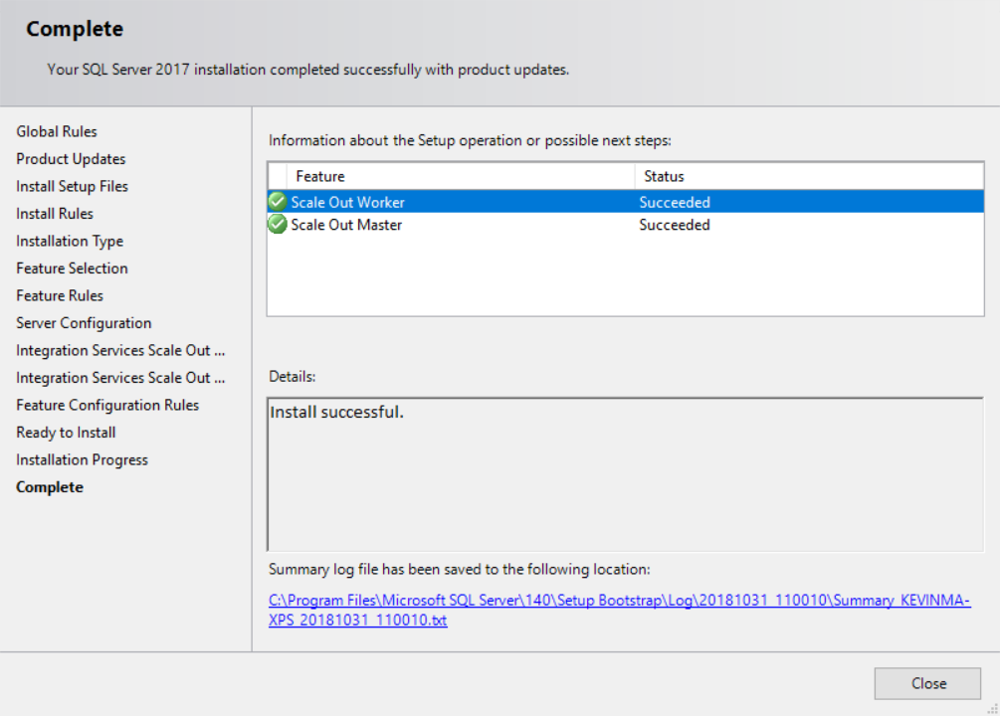 Complete
Your SQL Server 2017 installation completed successfully with product updates.
Global Rules
Product Updates
Install Setup Files
Install Rules
Installation Type
Feature Selection
Feature Rules
Server Configuration
Integration Services Scale Out ...
Integration Services Scale Out ...
Feature Configuration Rules
Ready to Install
Installation Progress
Complete
Information about the Setup operation or possible next steps:
Feature Status
Scale Out Worker Succeeded
Scale Out Master Succeeded
Details:
Install successful.
Summary log file has been saved to the following location:
C:\Program Files\Microsoft SQL Server\140\Setup Bootstrap\Log\20181031_110010\Summary_KEVINMA-
XPS_20181031_110010.txt
Close